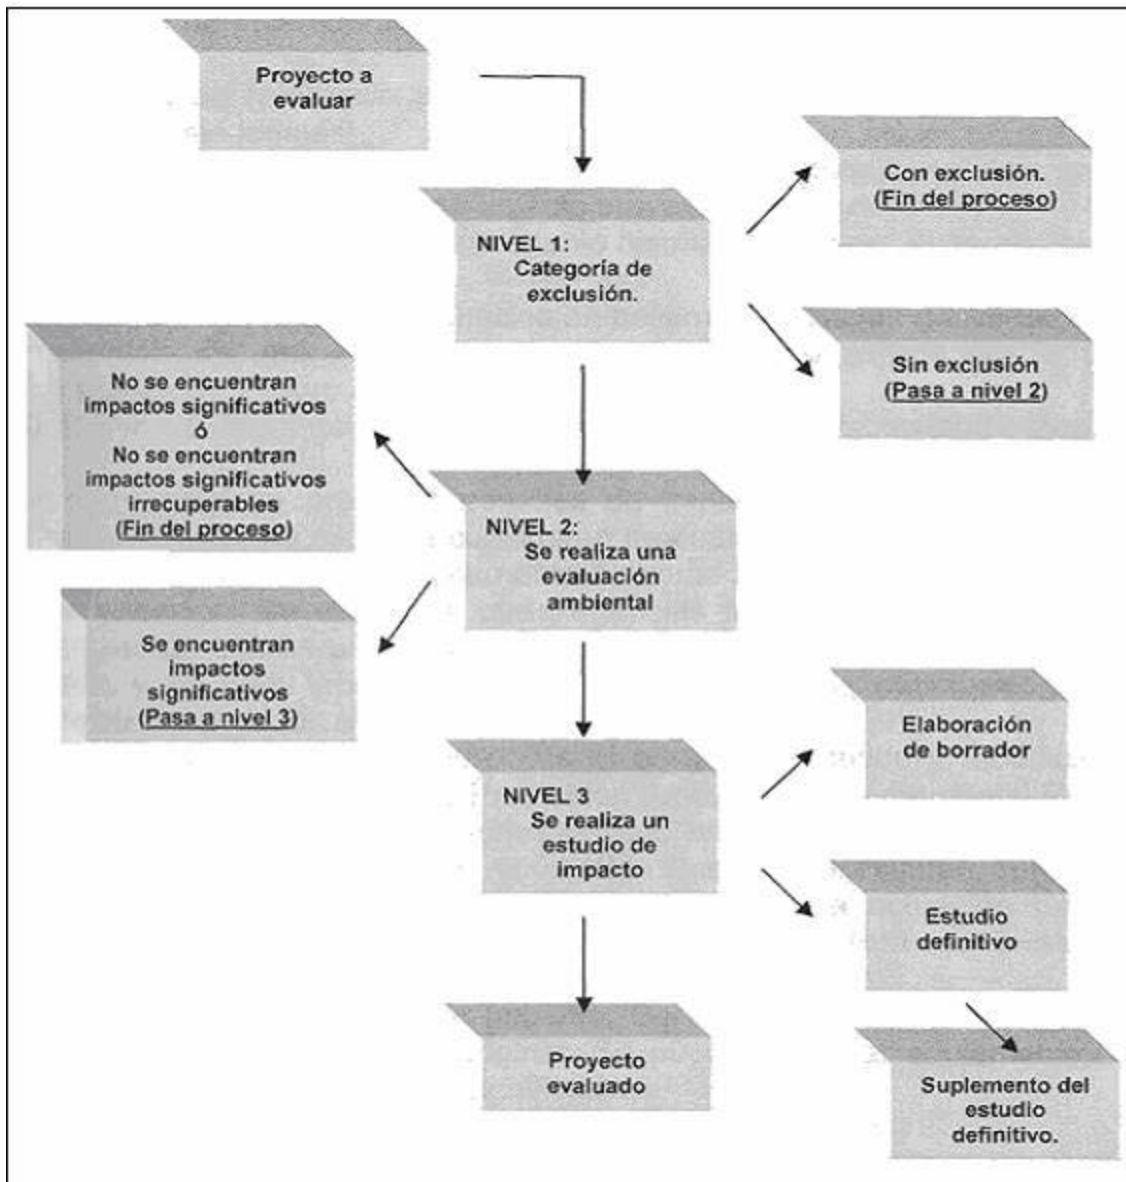 Proyecto a
evaluar
Con exclusión.
(Fin del proceso)
NIVEL 1:
Categoría de
exclusión.
Sin exclusión
(Pasa a nivel 2)
No se encuentran
impactos significativos
ó
No se encuentran
impactos significativos
irrecuperables
(Fin del proceso)
NIVEL 2:
Se realiza una
evaluación
ambiental
Se encuentran
impactos
significativos
(Pasa a nivel 3)
Elaboración
de borrador
NIVEL 3
Se realiza un
estudio de
impacto
Estudio
definitivo
Proyecto
evaluado
Suplemento del
estudio
definitivo.